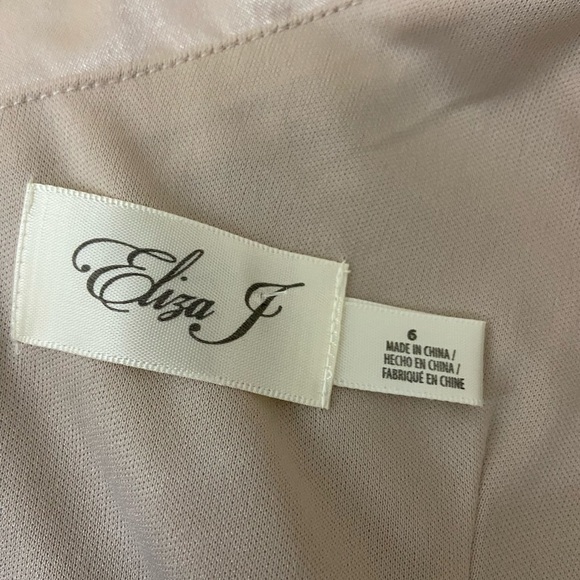 Eliza J
6
MADE IN CHINA/
HECHO EN CHINA/
FABRIQUÉ EN CHINE